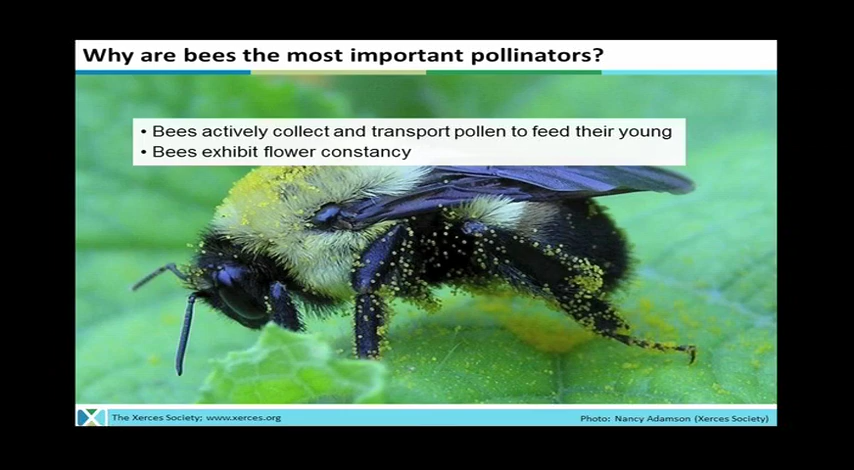 Why are bees the most important pollinators?
• Bees actively collect and transport pollen to feed their young
• Bees exhibit flower constancy
The Xerces Society; www.xerces.org
Photo: Nancy Adamson (Xerces Society)